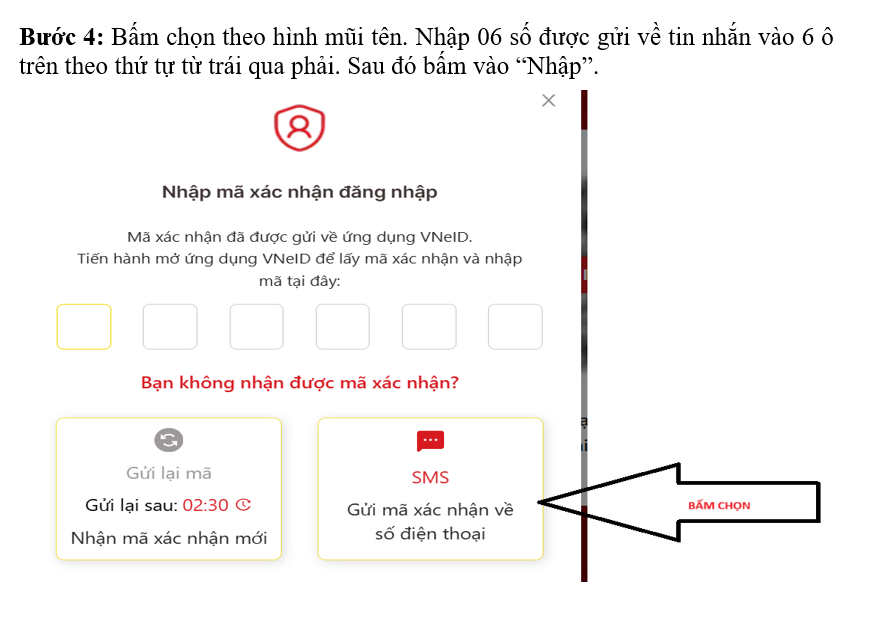 Bước 4: Bấm chọn theo hình mũi tên. Nhập 06 số được gửi về tin nhắn vào 6 ô
trên theo thứ tự từ trái qua phải. Sau đó bấm vào “Nhập”.
Nhập mã xác nhận đăng nhập
Mã xác nhận đã được gửi về ứng dụng VNeID.
Tiến hành mở ứng dụng VNeID để lấy mã xác nhận và nhập
mã tại đây:
Bạn không nhận được mã xác nhận?
Gửi lại mã
Gửi lại sau: 02:30
Nhận mã xác nhận mới
SMS
Gửi mã xác nhận về
số điện thoại
BẤM CHỌN